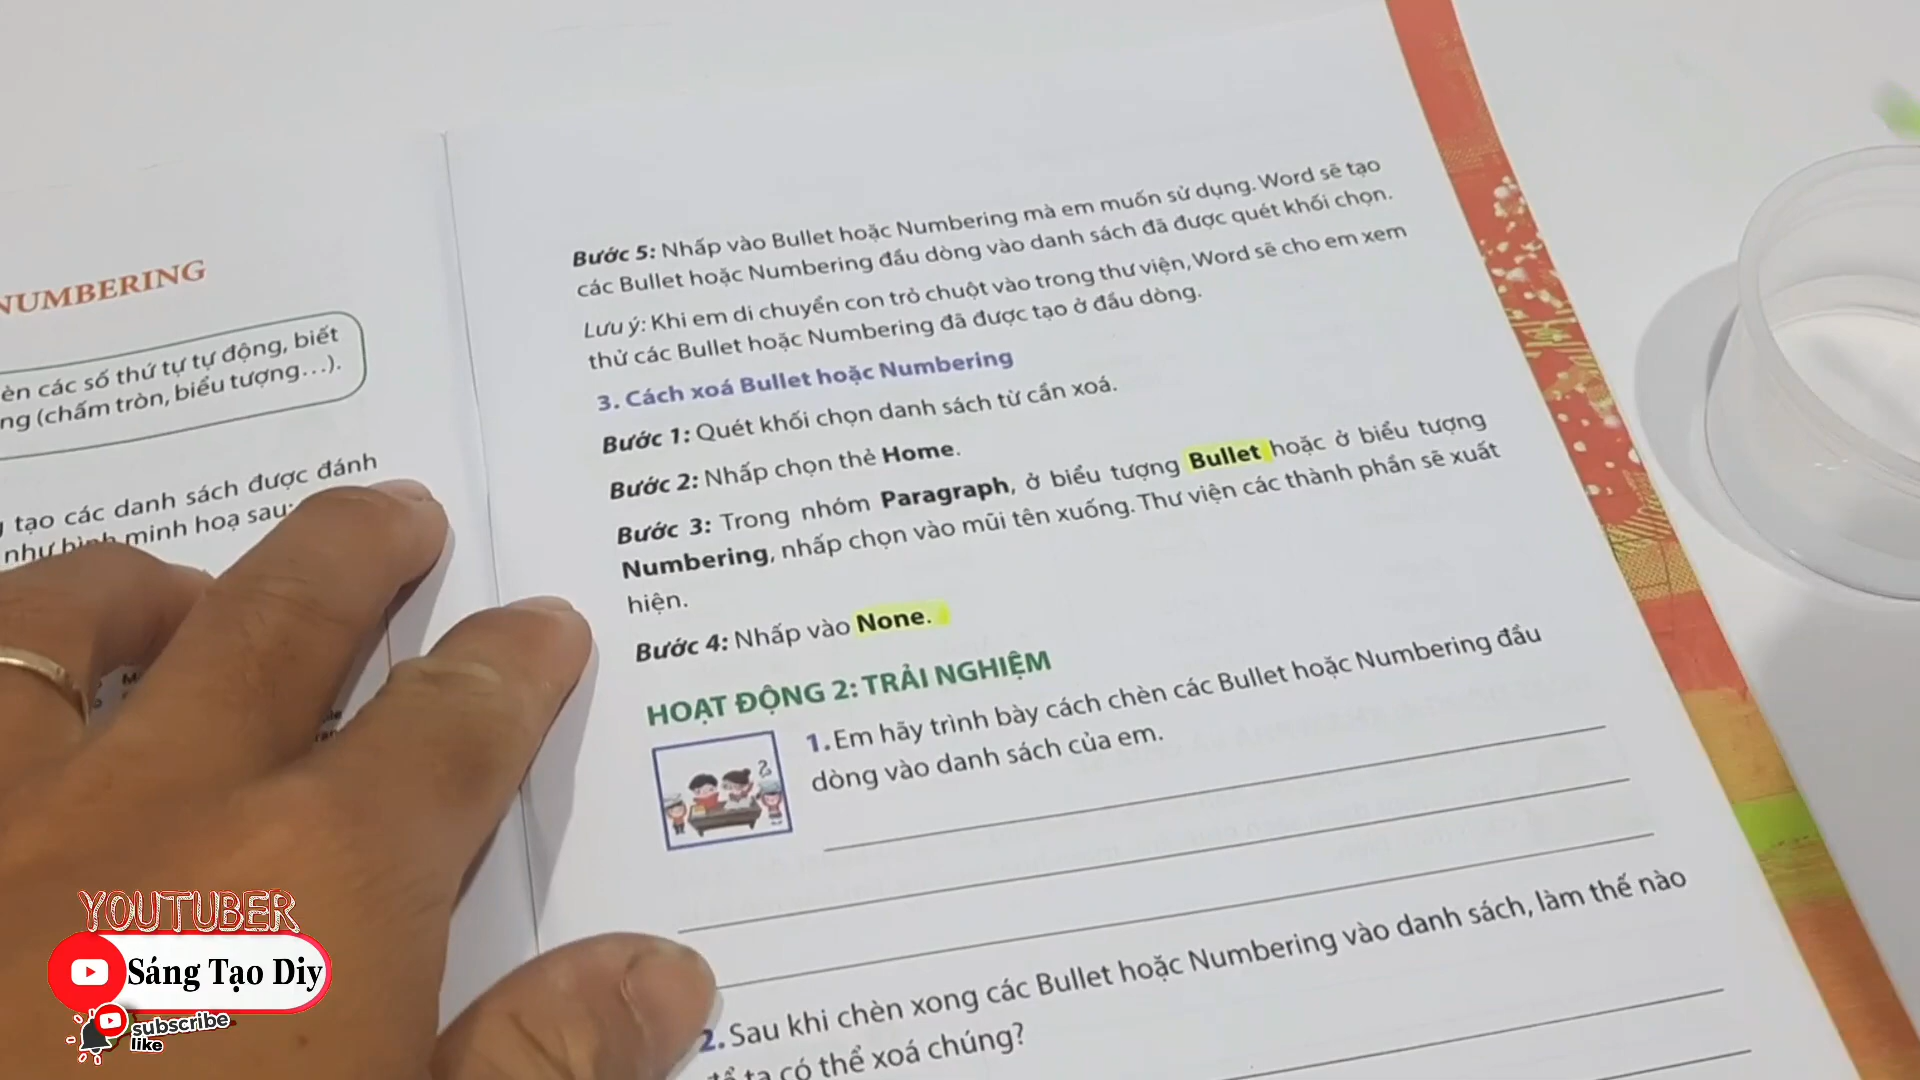 NUMBERING
èn các số thứ tự tự động, biết
ng (chấm tròn, biểu tượng…).
tạo các danh sách được đánh
như hình minh hoạ sau:
Bước 5: Nhấp vào Bullet hoặc Numbering mà em muốn sử dụng. Word sẽ tạo
các Bullet hoặc Numbering đầu dòng vào danh sách đã được quét khối chọn.
Lưu ý: Khi em di chuyển con trỏ chuột vào trong thư viện, Word sẽ cho em xem
thử các Bullet hoặc Numbering đã được tạo ở đầu dòng.
3. Cách xoá Bullet hoặc Numbering
Bước 1: Quét khối chọn danh sách từ cần xoá.
Bước 2: Nhấp chọn thẻ Home.
Bước 3: Trong nhóm Paragraph, ở biểu tượng Bullet hoặc ở biểu tượng
Numbering, nhấp chọn vào mũi tên xuống. Thư viện các thành phần sẽ xuất
hiện.
Bước 4: Nhấp vào None.
HOẠT ĐỘNG 2: TRẢI NGHIỆM
1. Em hãy trình bày cách chèn các Bullet hoặc Numbering đầu
dòng vào danh sách của em.
2. Sau khi chèn xong các Bullet hoặc Numbering vào danh sách, làm thế nào
để ta có thể xoá chúng?
YOUTUBER
Sáng Tạo Diy
subscribe
like